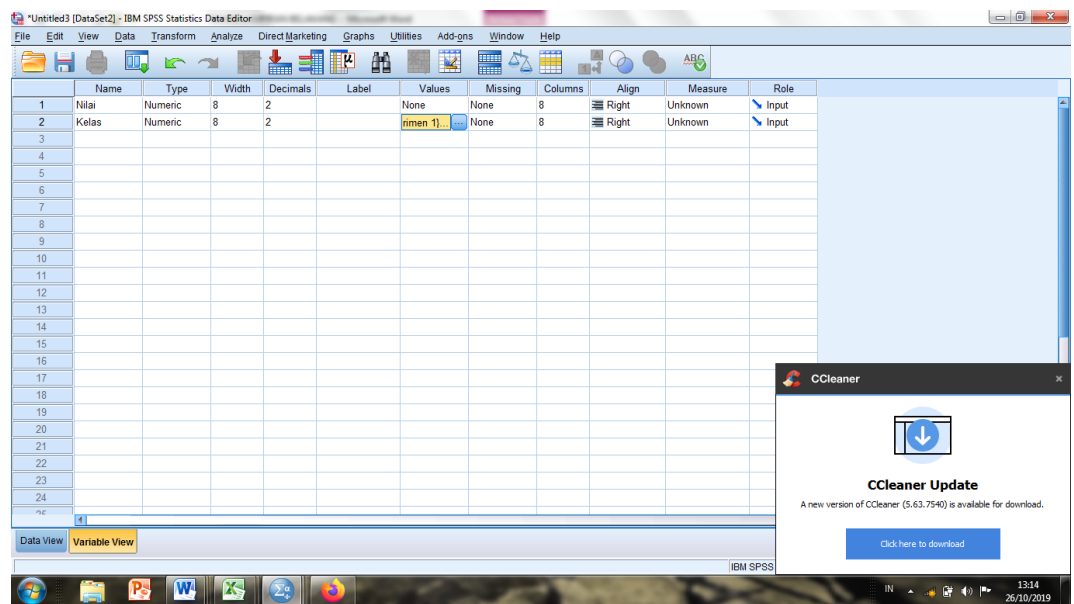 *Untitled3 [DataSet2] - IBM SPSS Statistics Data Editor
File Edit View Data Transform Analyze Direct Marketing Graphs Utilities Add-ons Window Help
Name Type Width Decimals Label Values Missing Columns Align Measure Role
1 Nilai Numeric 8 2 None None 8 Right Unknown Input
2 Kelas Numeric 8 2 rimen 1}... ... None 8 Right Unknown Input
3
4
5
6
7
8
9
10
11
12
13
14
15
16
17
18
19
20
21
22
23
24
25
Data View Variable View
IBM SPSS
CCleaner
CCleaner Update
A new version of CCleaner (5.63.7540) is available for download.
Click here to download
IN 13:14
26/10/2019